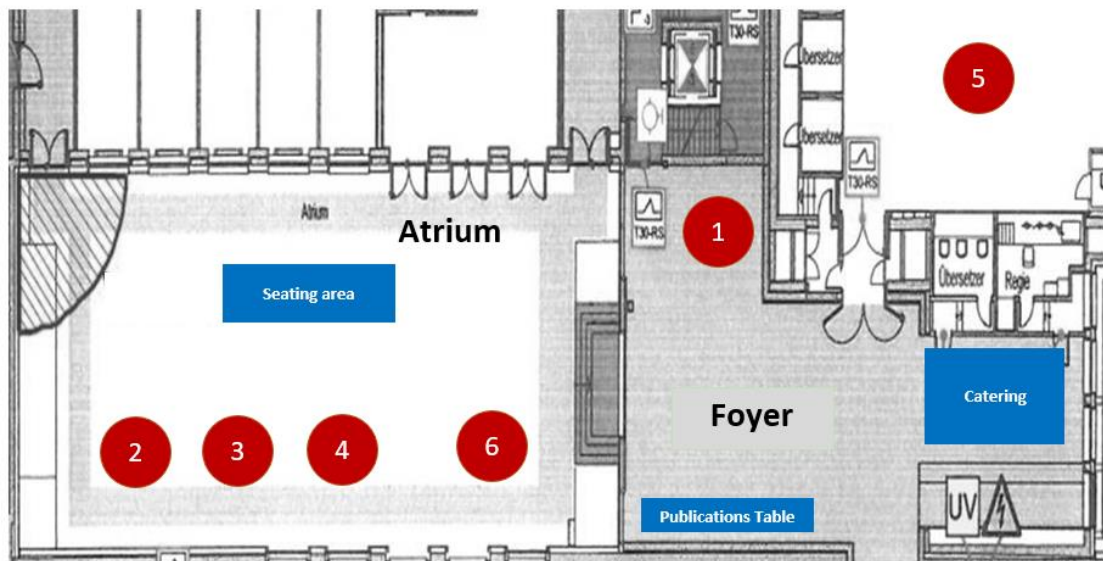 T30-RS
Übersetzer
5
Übersetzer
T30-RS
T30-RS
1
Atrium
Atrium
Seating area
Übersetzer
Regie
Foyer
Catering
2
3
4
6
Publications Table
UV